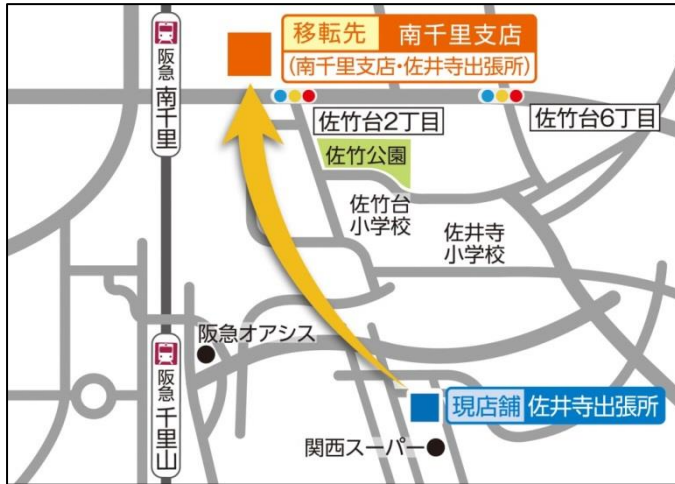 移転先 南千里支店
(南千里支店・佐井寺出張所)
阪急 南千里
佐竹台2丁目
佐竹台6丁目
佐竹公園
佐竹台
小学校
佐井寺
小学校
阪急オアシス
阪急 千里山
現店舗 佐井寺出張所
関西スーパー